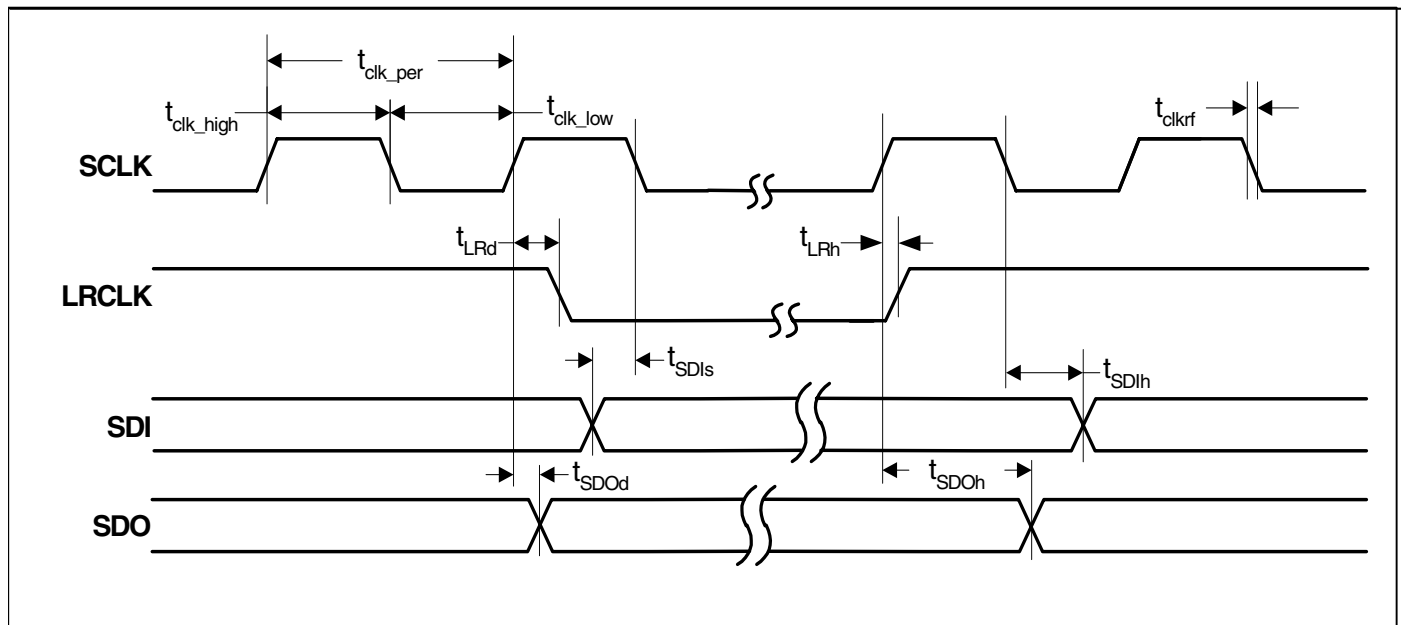 t_clk_per
t_clk_high
t_clk_low
t_clkrf
SCLK
t_LRd
t_LRh
LRCLK
t_SDIs
t_SDIh
SDI
t_SDOd
t_SDOh
SDO